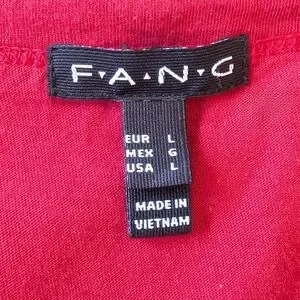 F·A·N·G
EUR L
MEX G
USA L
MADE IN
VIETNAM